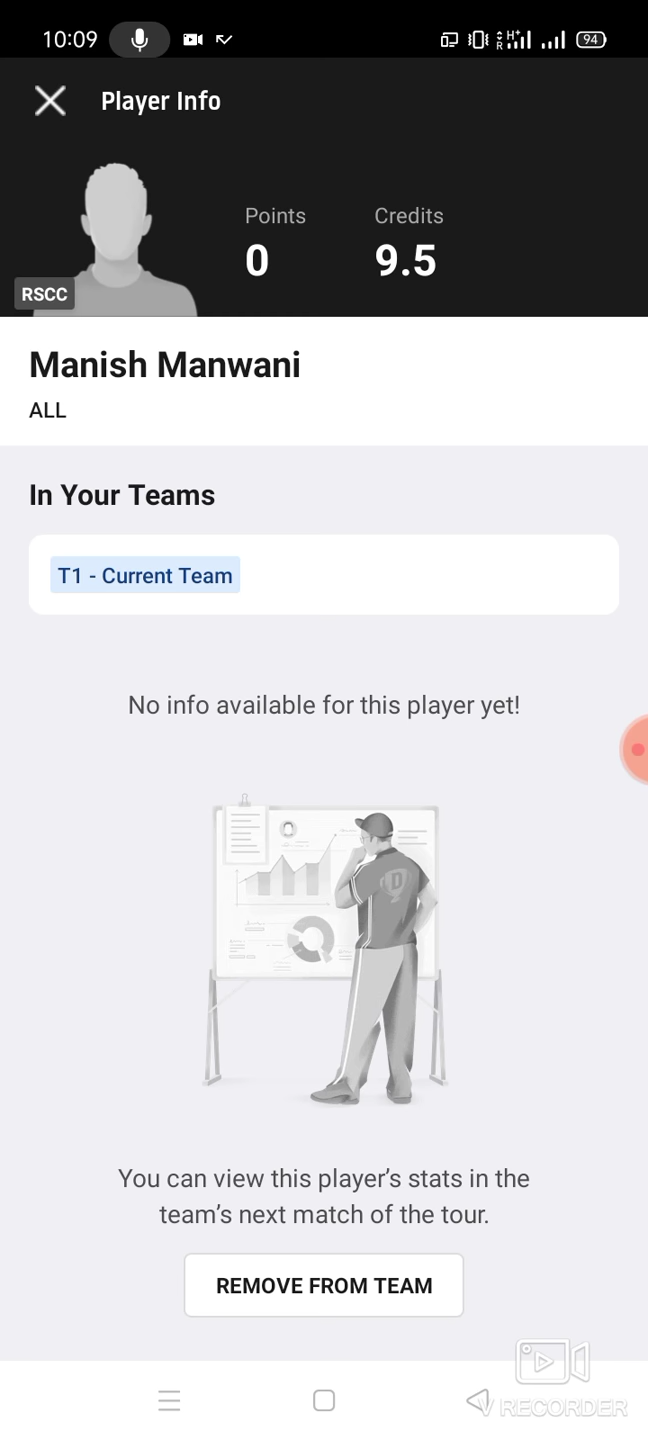 10:09
H+
R
94
Player Info
Points
Credits
0
9.5
RSCC
Manish Manwani
ALL
In Your Teams
T1 - Current Team
No info available for this player yet!
D
You can view this player's stats in the
team's next match of the tour.
REMOVE FROM TEAM
V RECORDER